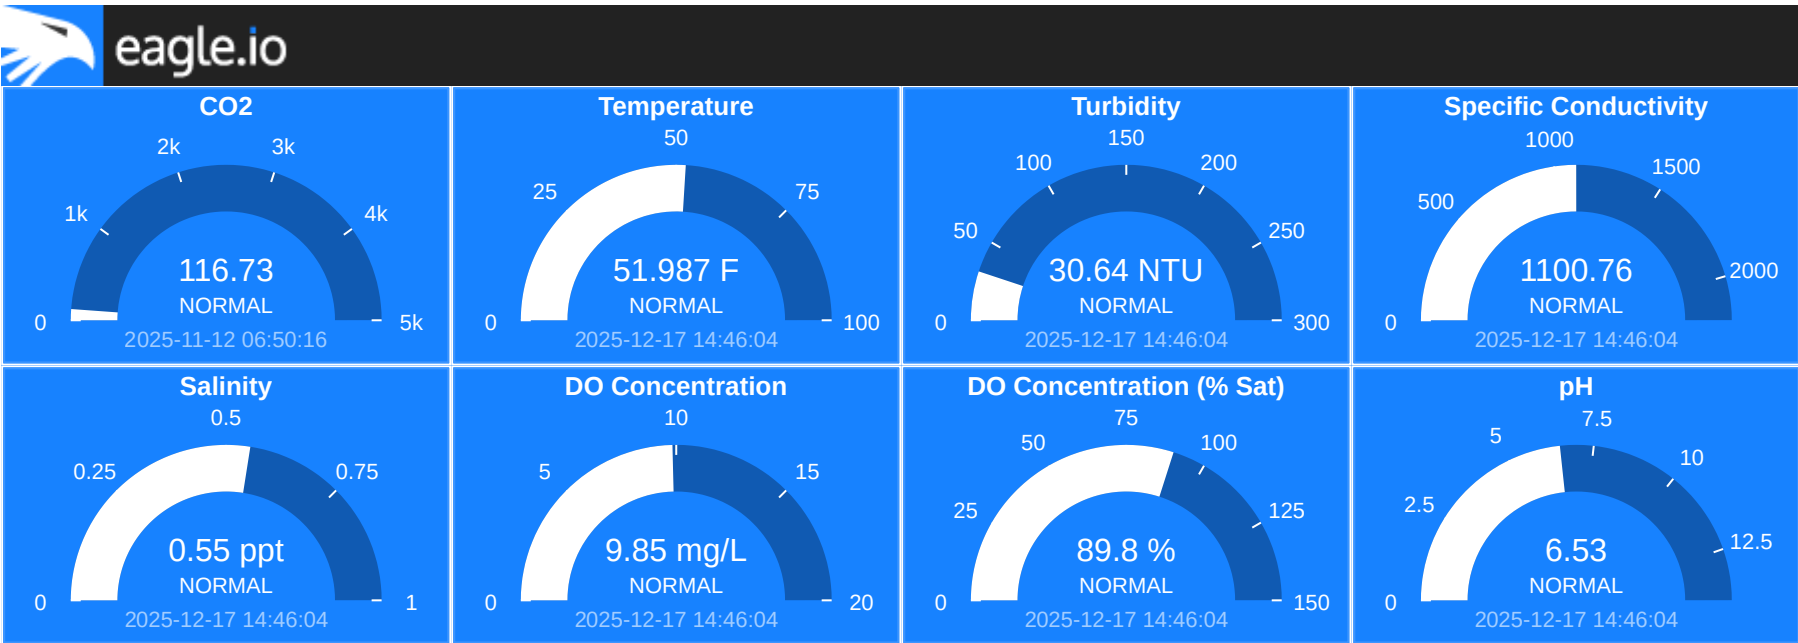 eagle.io
CO2
0
1k
2k
3k
4k
5k
116.73
NORMAL
2025-11-12 06:50:16
Temperature
0
25
50
75
100
51.987 F
NORMAL
2025-12-17 14:46:04
Turbidity
0
50
100
150
200
250
300
30.64 NTU
NORMAL
2025-12-17 14:46:04
Specific Conductivity
0
500
1000
1500
2000
1100.76
NORMAL
2025-12-17 14:46:04
Salinity
0
0.25
0.5
0.75
1
0.55 ppt
NORMAL
2025-12-17 14:46:04
DO Concentration
0
5
10
15
20
9.85 mg/L
NORMAL
2025-12-17 14:46:04
DO Concentration (% Sat)
0
25
50
75
100
125
150
89.8 %
NORMAL
2025-12-17 14:46:04
pH
0
2.5
5
7.5
10
12.5
6.53
NORMAL
2025-12-17 14:46:04